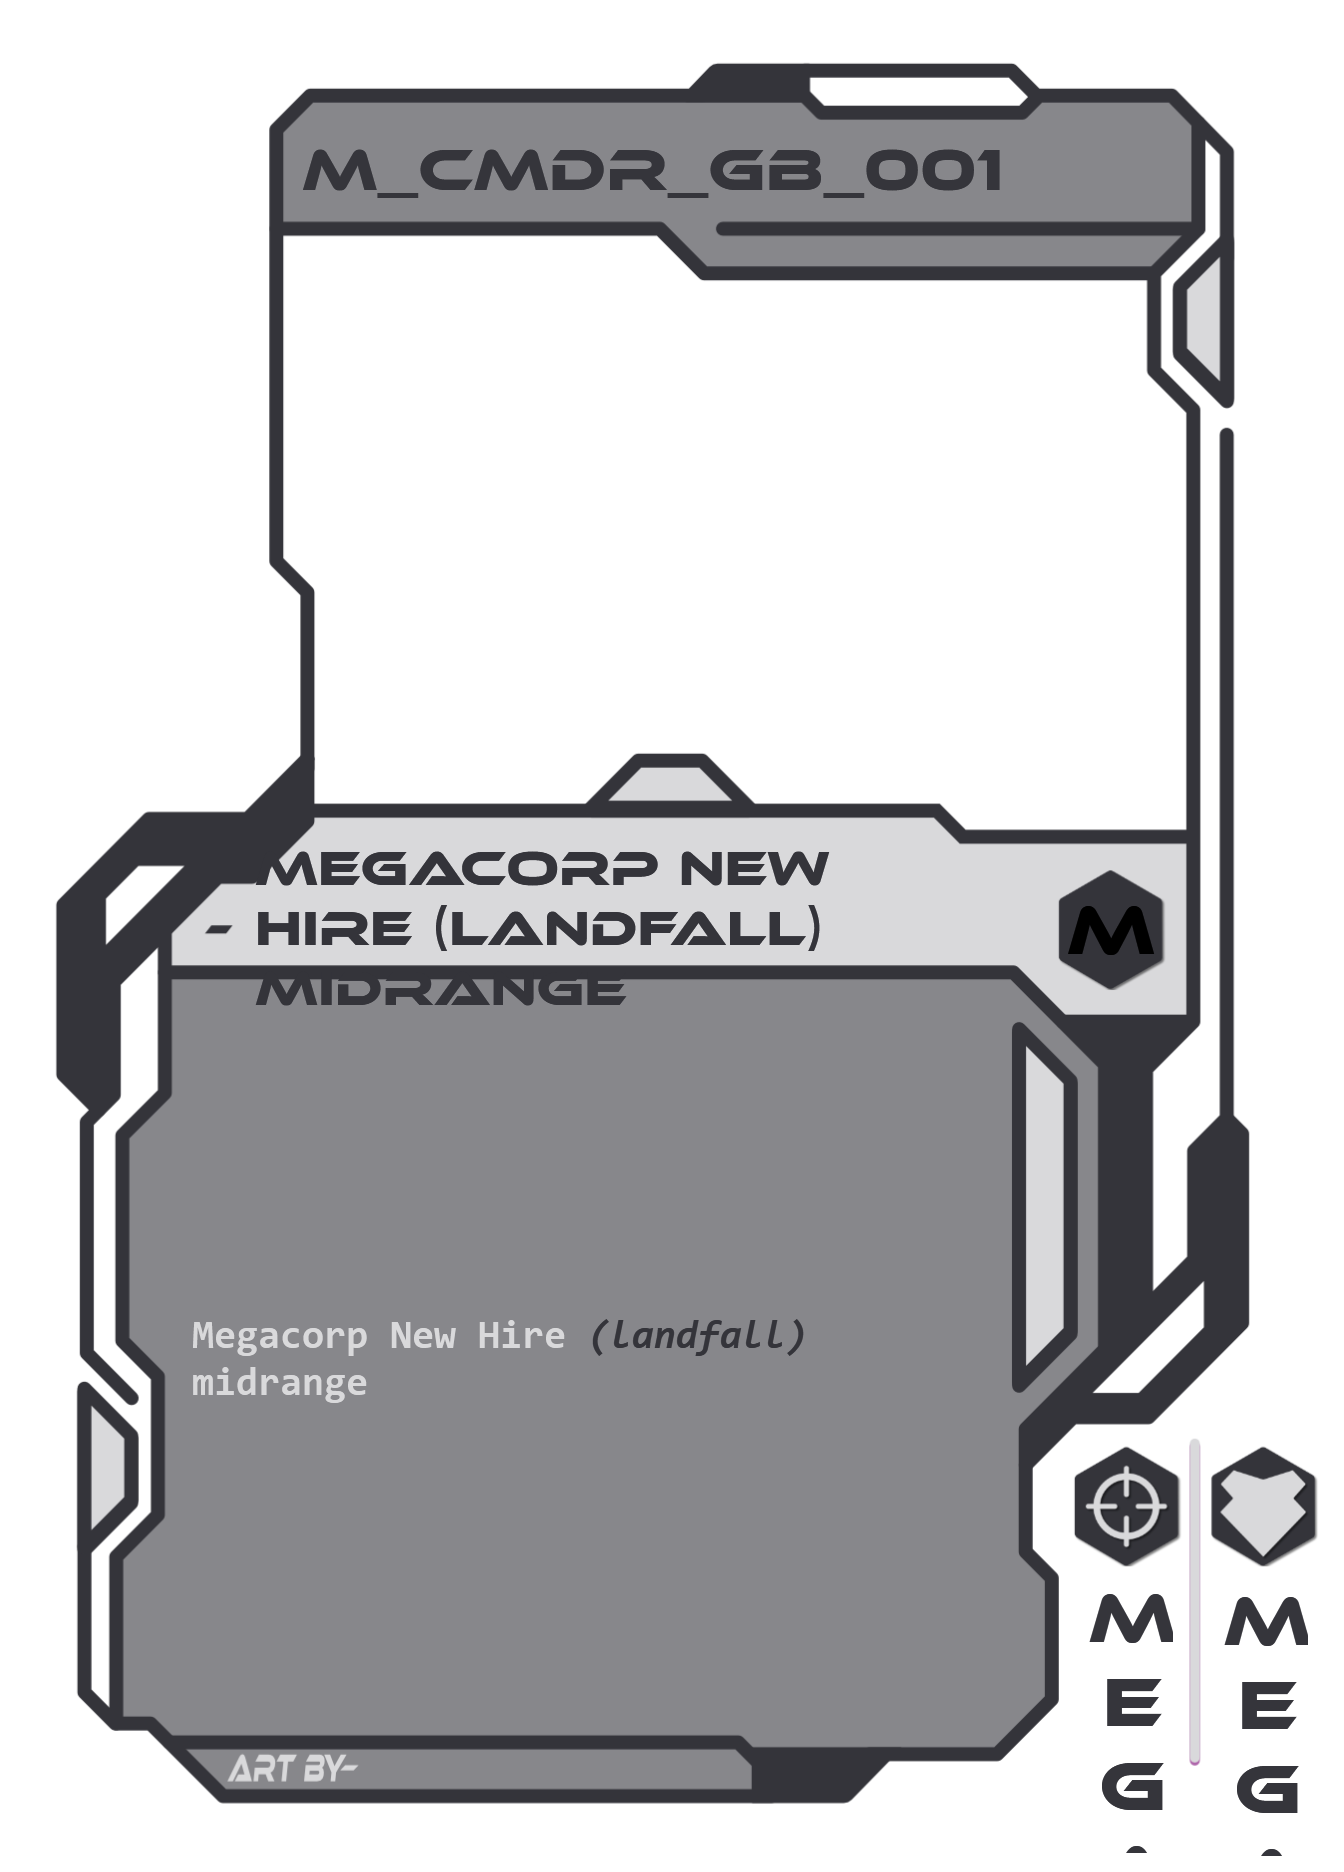 M_CMDR_GB_001
MEGACORP NEW
- HIRE (LANDFALL)
MIDRANGE
M
Megacorp New Hire (landfall)
midrange
M
E
G
M
E
G
ART BY-